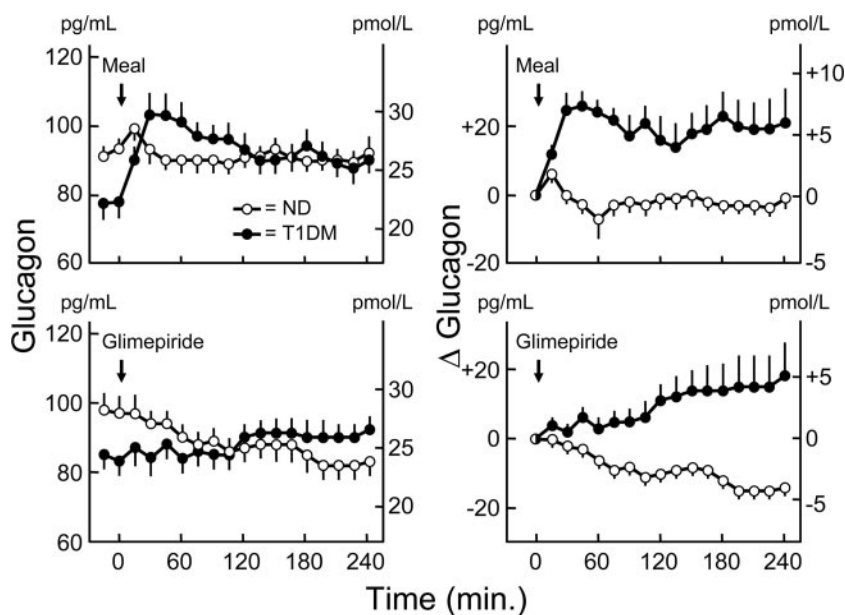 pg/mL pmol/L pg/mL pmol/L
120 Meal Meal +10
30 +20 +5
100
25 0 0
80 = ND
= T1DM 22
60 -20 -5
Glucagon Δ Glucagon
pg/mL pmol/L pg/mL pmol/L
120 Glimepiride Glimepiride
30 +20 +5
100
25 0 0
80
20 -20 -5
60
0 60 120 180 240 0 60 120 180 240
Time (min.)